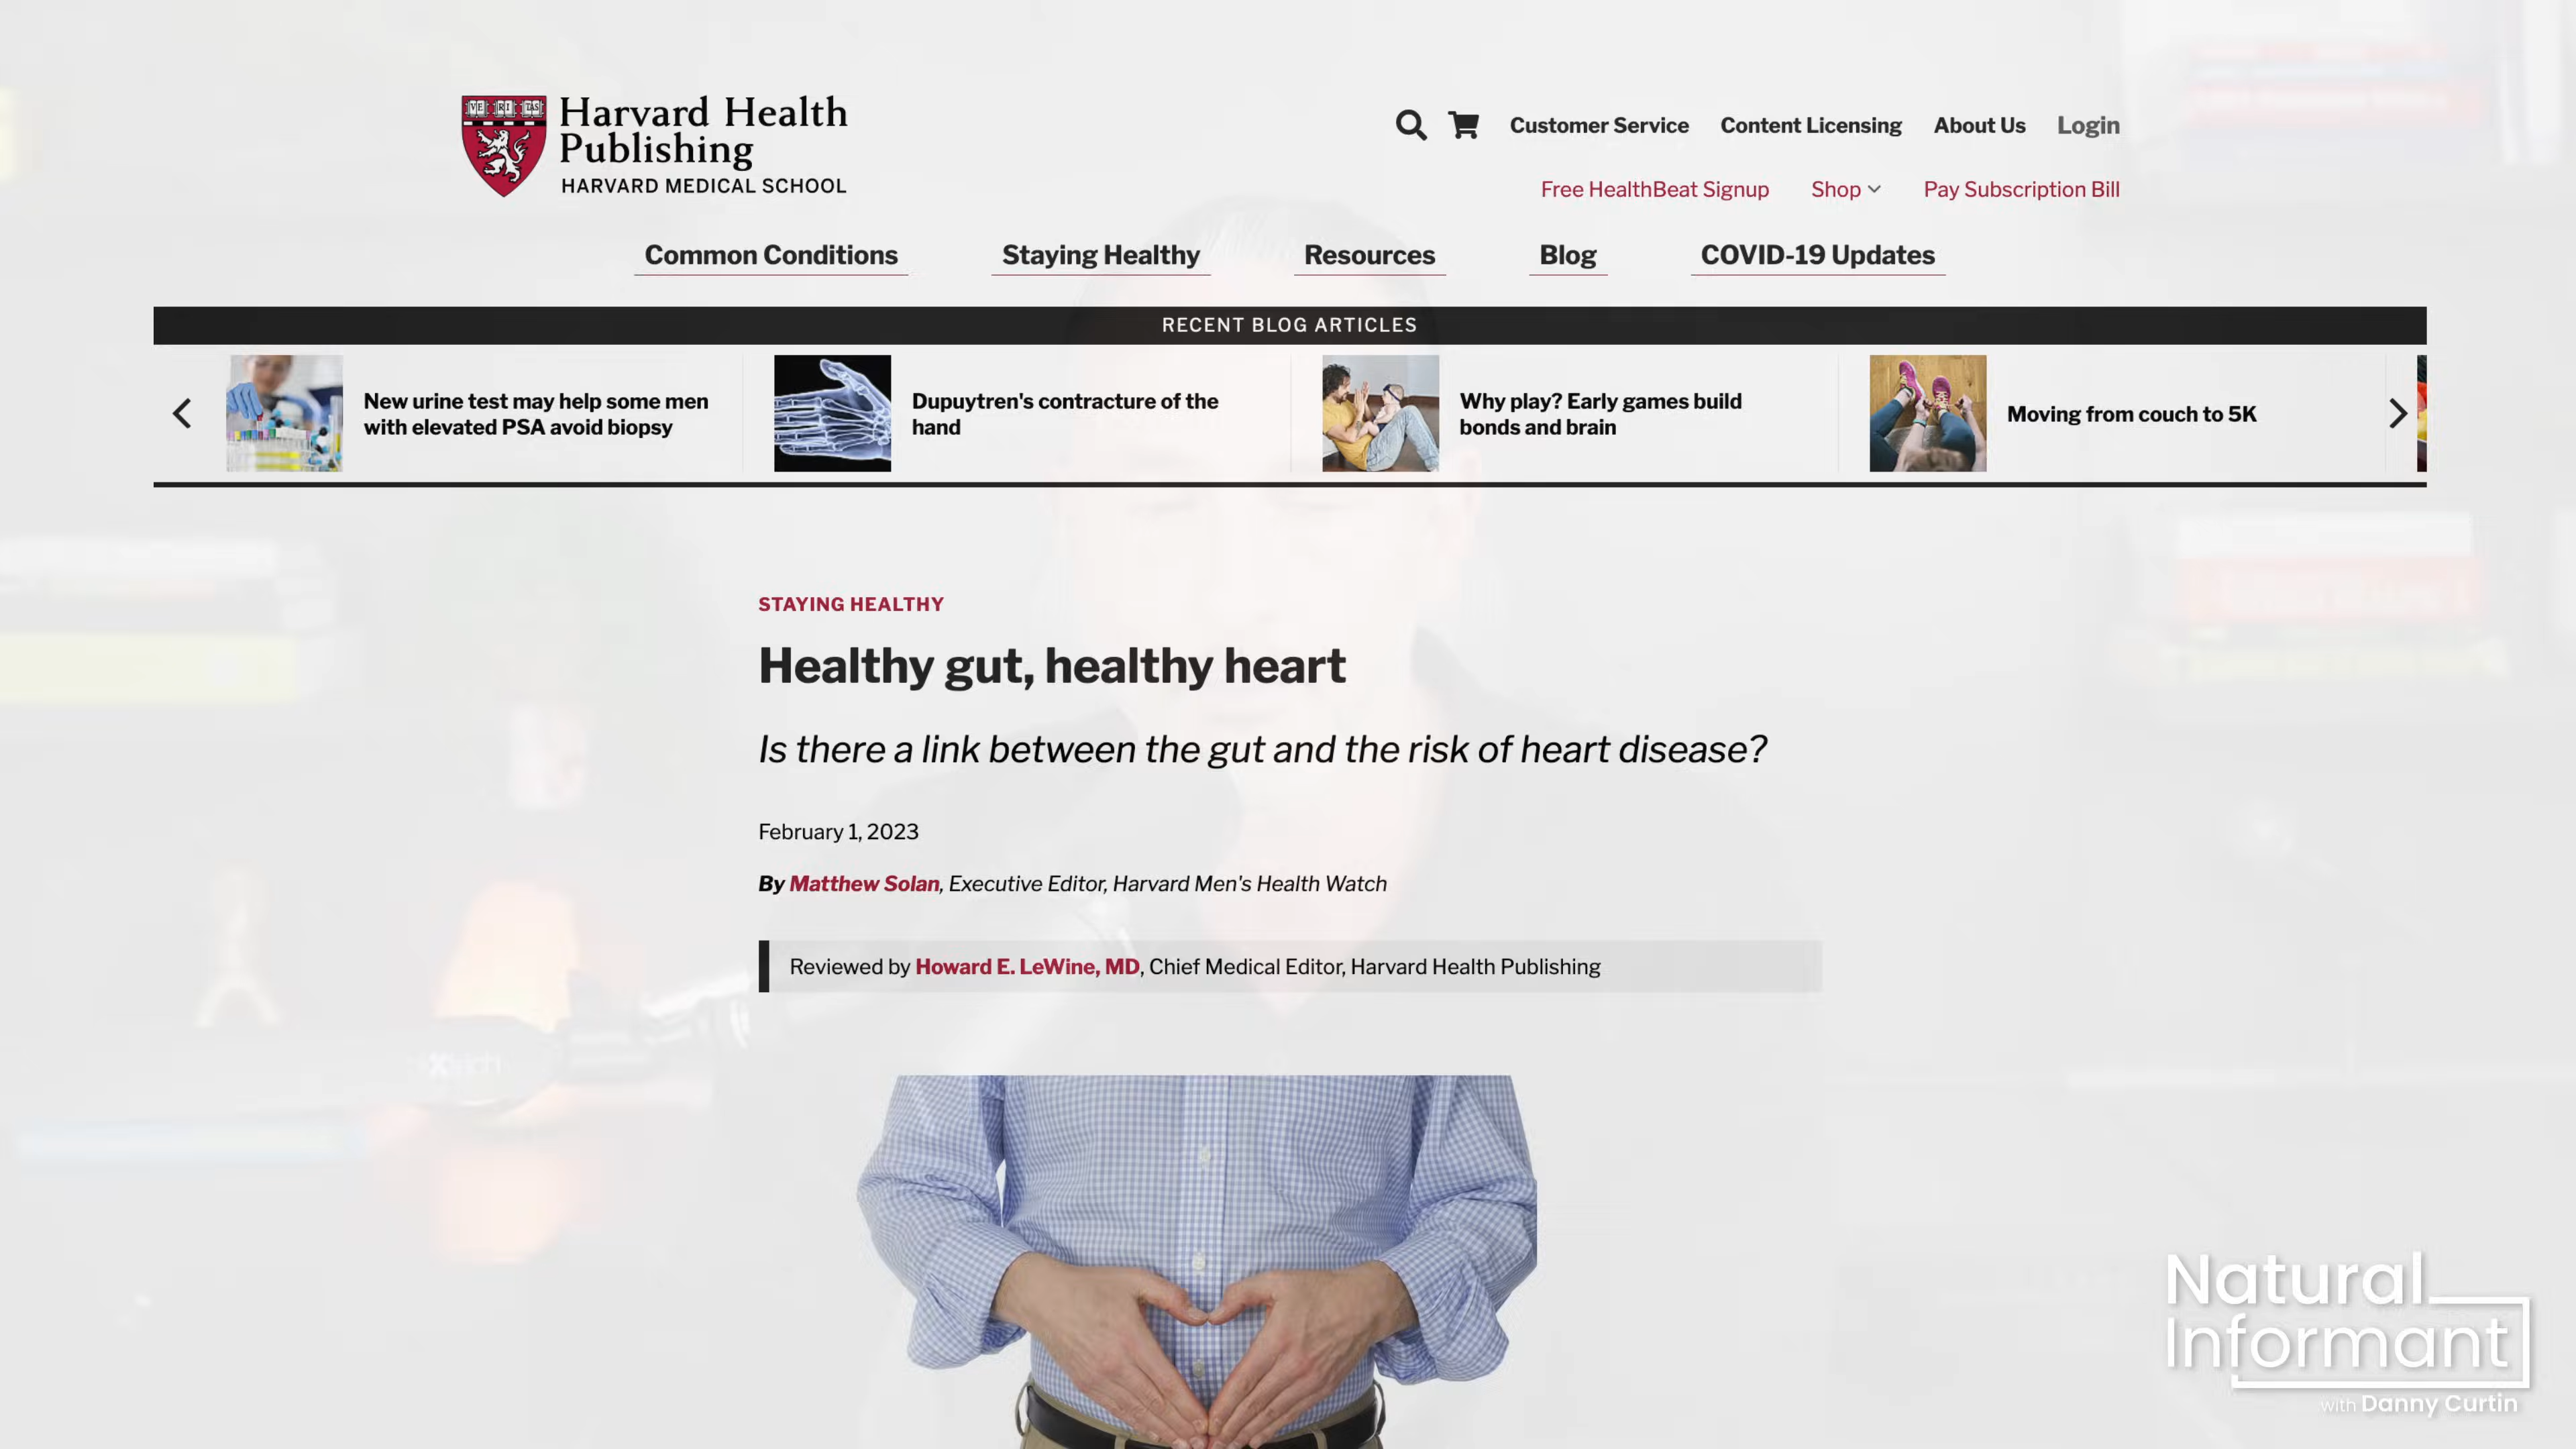 VE RI TAS
Harvard Health
Publishing
HARVARD MEDICAL SCHOOL
Customer Service
Content Licensing
About Us
Login
Free HealthBeat Signup
Shop
Pay Subscription Bill
Common Conditions
Staying Healthy
Resources
Blog
COVID-19 Updates
RECENT BLOG ARTICLES
New urine test may help some men
with elevated PSA avoid biopsy
Dupuytren's contracture of the
hand
Why play? Early games build
bonds and brain
Moving from couch to 5K
STAYING HEALTHY
Healthy gut, healthy heart
Is there a link between the gut and the risk of heart disease?
February 1, 2023
By Matthew Solan, Executive Editor, Harvard Men's Health Watch
Reviewed by Howard E. LeWine, MD, Chief Medical Editor, Harvard Health Publishing
Natural
Informant
with Danny Curtin